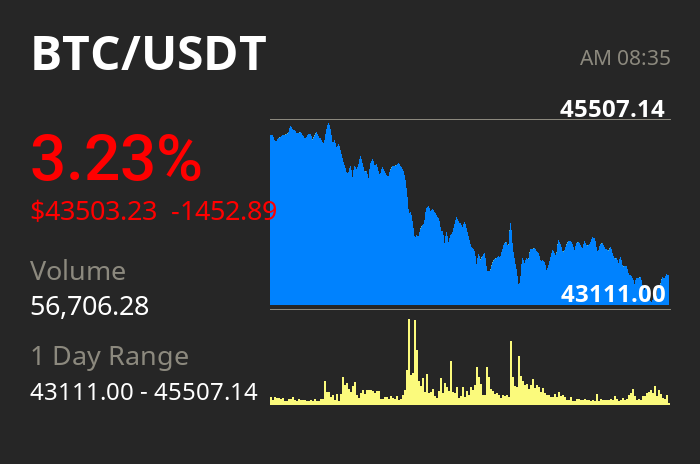 BTC/USDT
AM 08:35
45507.14
3.23%
$43503.23 -1452.89
Volume
56,706.28
43111.00
1 Day Range
43111.00 - 45507.14